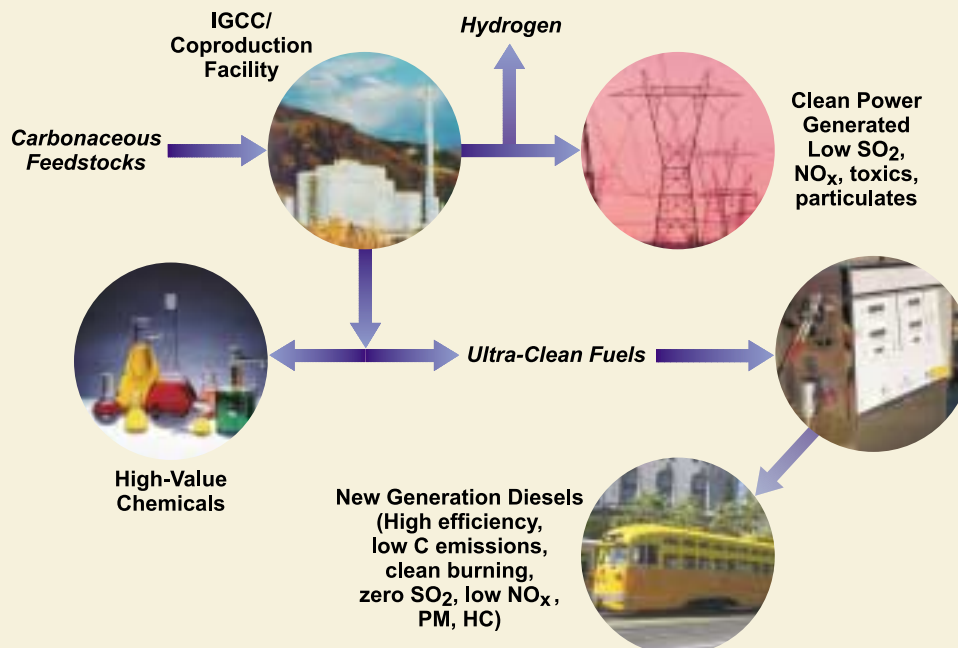 IGCC/
Coproduction
Facility
Hydrogen
Carbonaceous
Feedstocks
Clean Power
Generated
Low SO₂,
NOₓ, toxics,
particulates
Ultra-Clean Fuels
High-Value
Chemicals
New Generation Diesels
(High efficiency,
low C emissions,
clean burning,
zero SO₂, low NOₓ,
PM, HC)